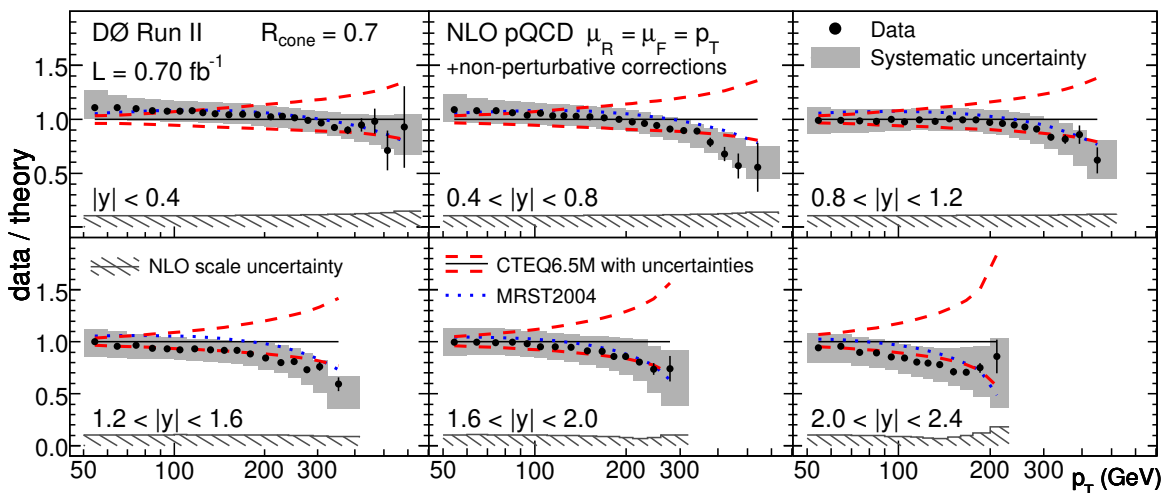 DØ Run II R_cone = 0.7
L = 0.70 fb⁻¹
NLO pQCD μ_R = μ_F = p_T
+non-perturbative corrections
Data
Systematic uncertainty
1.5
1.0
0.5
|y| < 0.4
0.4 < |y| < 0.8
0.8 < |y| < 1.2
data / theory
NLO scale uncertainty
CTEQ6.5M with uncertainties
MRST2004
1.5
1.0
0.5
0.0
1.2 < |y| < 1.6
1.6 < |y| < 2.0
2.0 < |y| < 2.4
50 100 200 300
50 100 200 300
50 100 200 300
p_T (GeV)